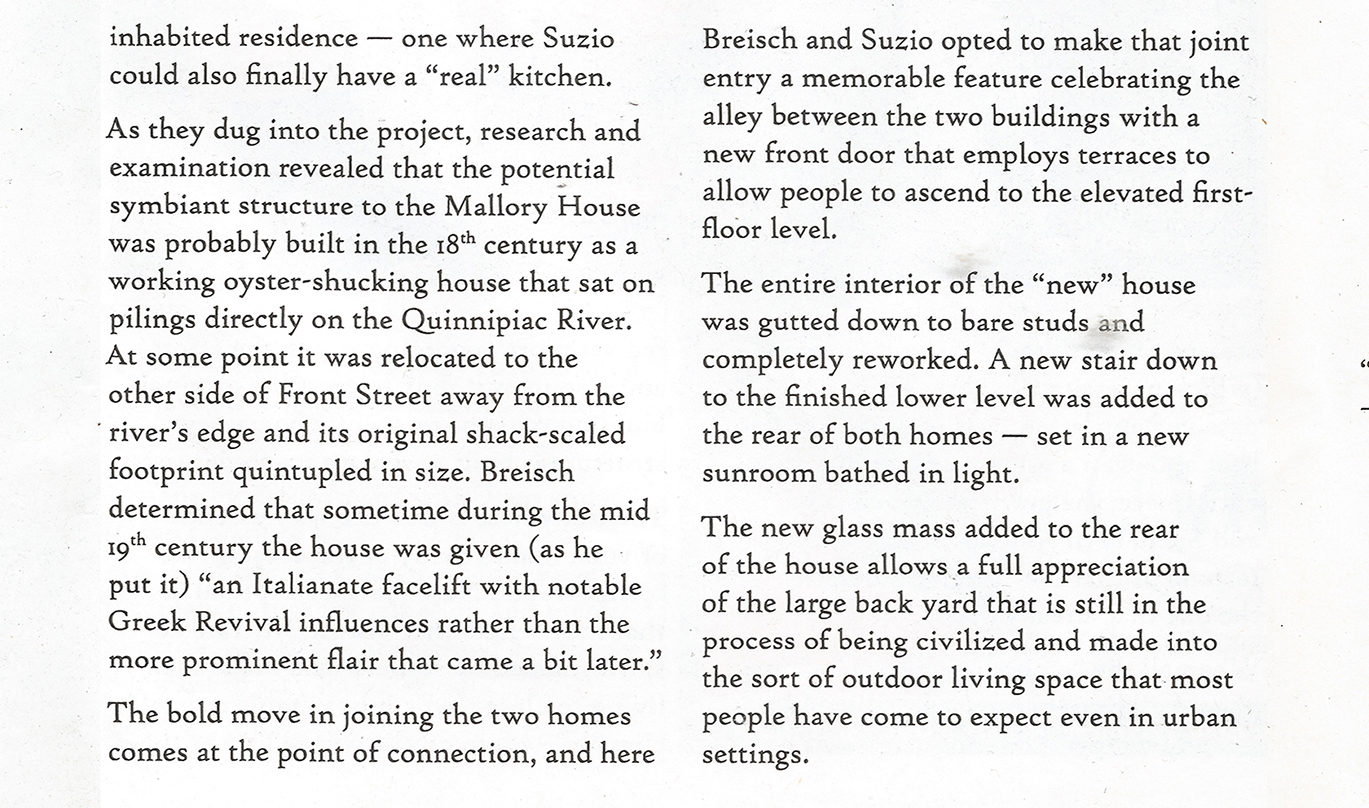 inhabited residence — one where Suzio
could also finally have a “real” kitchen.
As they dug into the project, research and
examination revealed that the potential
symbiant structure to the Mallory House
was probably built in the 18th century as a
working oyster-shucking house that sat on
pilings directly on the Quinnipiac River.
At some point it was relocated to the
other side of Front Street away from the
river’s edge and its original shack-scaled
footprint quintupled in size. Breisch
determined that sometime during the mid
19th century the house was given (as he
put it) “an Italianate facelift with notable
Greek Revival influences rather than the
more prominent flair that came a bit later.”
The bold move in joining the two homes
comes at the point of connection, and here
Breisch and Suzio opted to make that joint
entry a memorable feature celebrating the
alley between the two buildings with a
new front door that employs terraces to
allow people to ascend to the elevated first-
floor level.
The entire interior of the “new” house
was gutted down to bare studs and
completely reworked. A new stair down
to the finished lower level was added to
the rear of both homes — set in a new
sunroom bathed in light.
The new glass mass added to the rear
of the house allows a full appreciation
of the large back yard that is still in the
process of being civilized and made into
the sort of outdoor living space that most
people have come to expect even in urban
settings.